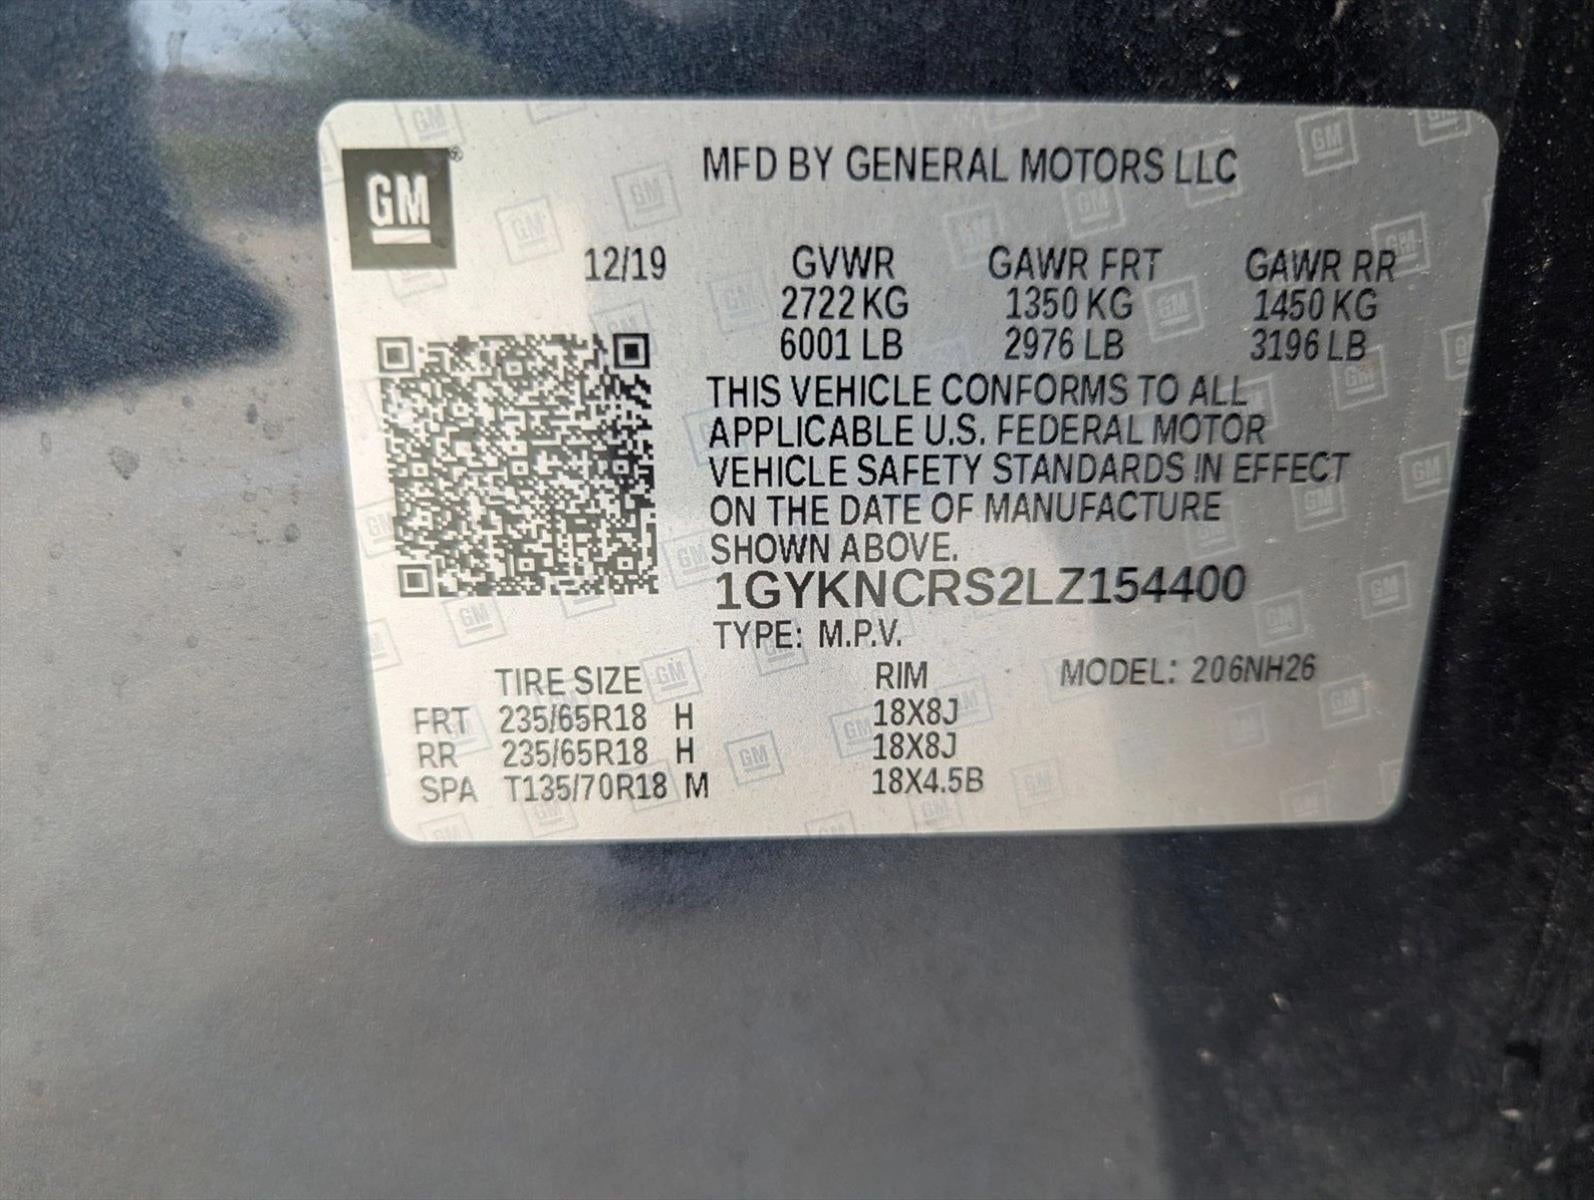 GM
MFD BY GENERAL MOTORS LLC
12/19 GVWR GAWR FRT GAWR RR
2722 KG 1350 KG 1450 KG
6001 LB 2976 LB 3196 LB
THIS VEHICLE CONFORMS TO ALL
APPLICABLE U.S. FEDERAL MOTOR
VEHICLE SAFETY STANDARDS IN EFFECT
ON THE DATE OF MANUFACTURE
SHOWN ABOVE.
1GYKNCRS2LZ154400
TYPE: M.P.V.
TIRE SIZE RIM MODEL: 206NH26
FRT 235/65R18 H 18X8J
RR 235/65R18 H 18X8J
SPA T135/70R18 M 18X4.5B